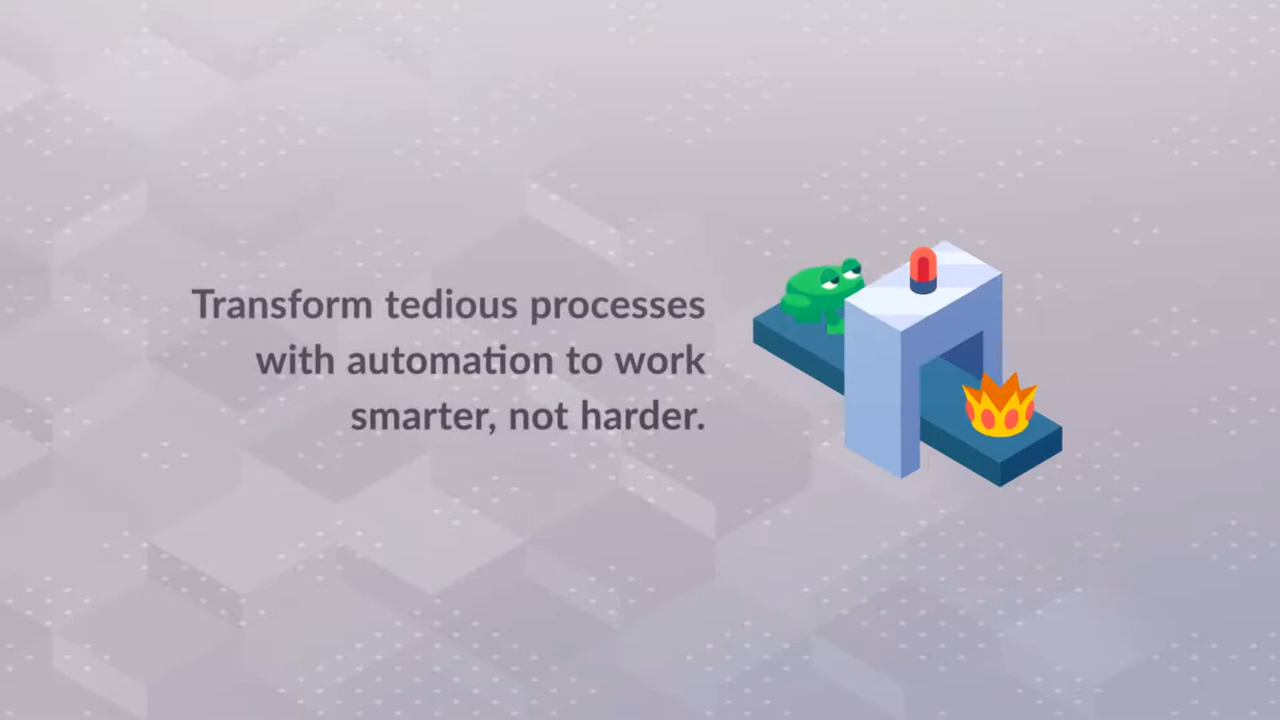 Transform tedious processes
with automation to work
smarter, not harder.